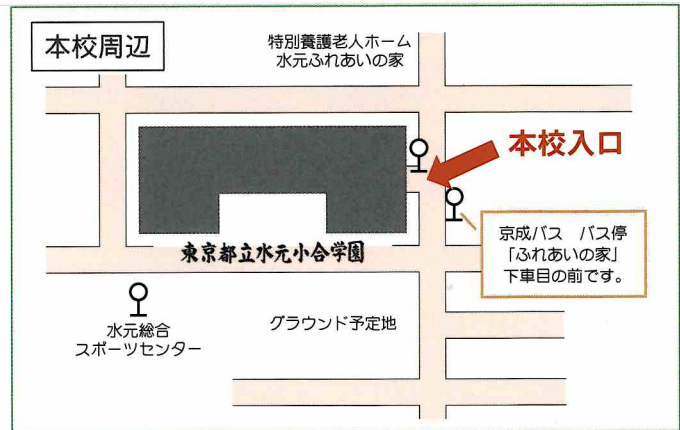 本校周辺
特別養護老人ホーム
水元ふれあいの家
本校入口
東京都立水元小合学園
京成バス　バス停
「ふれあいの家」
下車目の前です。
水元総合
スポーツセンター
グラウンド予定地